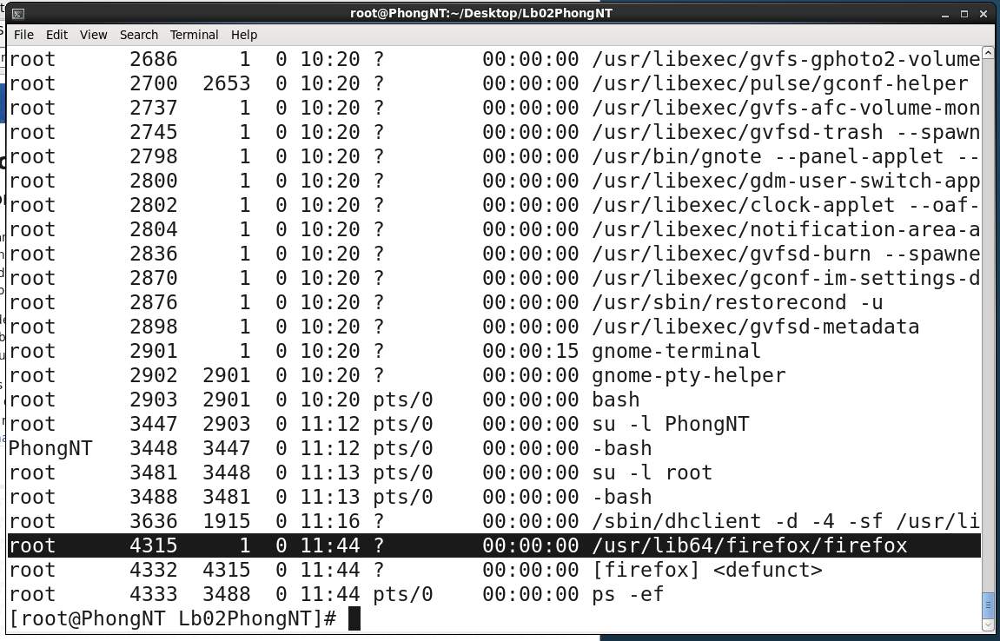 root@PhongNT:~/Desktop/Lb02PhongNT
File Edit View Search Terminal Help
root 2686 1 0 10:20 ? 00:00:00 /usr/libexec/gvfs-gphoto2-volume
root 2700 2653 0 10:20 ? 00:00:00 /usr/libexec/pulse/gconf-helper
root 2737 1 0 10:20 ? 00:00:00 /usr/libexec/gvfs-afc-volume-mon
root 2745 1 0 10:20 ? 00:00:00 /usr/libexec/gvfsd-trash --spawn
root 2798 1 0 10:20 ? 00:00:00 /usr/bin/gnote --panel-applet --
root 2800 1 0 10:20 ? 00:00:00 /usr/libexec/gdm-user-switch-app
root 2802 1 0 10:20 ? 00:00:00 /usr/libexec/clock-applet --oaf-
root 2804 1 0 10:20 ? 00:00:00 /usr/libexec/notification-area-a
root 2836 1 0 10:20 ? 00:00:00 /usr/libexec/gvfsd-burn --spawne
root 2870 1 0 10:20 ? 00:00:00 /usr/libexec/gconf-im-settings-d
root 2876 1 0 10:20 ? 00:00:00 /usr/sbin/restorecond -u
root 2898 1 0 10:20 ? 00:00:00 /usr/libexec/gvfsd-metadata
root 2901 1 0 10:20 ? 00:00:15 gnome-terminal
root 2902 2901 0 10:20 ? 00:00:00 gnome-pty-helper
root 2903 2901 0 10:20 pts/0 00:00:00 bash
root 3447 2903 0 11:12 pts/0 00:00:00 su -l PhongNT
PhongNT 3448 3447 0 11:12 pts/0 00:00:00 -bash
root 3481 3448 0 11:13 pts/0 00:00:00 su -l root
root 3488 3481 0 11:13 pts/0 00:00:00 -bash
root 3636 1915 0 11:16 ? 00:00:00 /sbin/dhclient -d -4 -sf /usr/li
root 4315 1 0 11:44 ? 00:00:00 /usr/lib64/firefox/firefox
root 4332 4315 0 11:44 ? 00:00:00 [firefox] <defunct>
root 4333 3488 0 11:44 pts/0 00:00:00 ps -ef
[root@PhongNT Lb02PhongNT]#